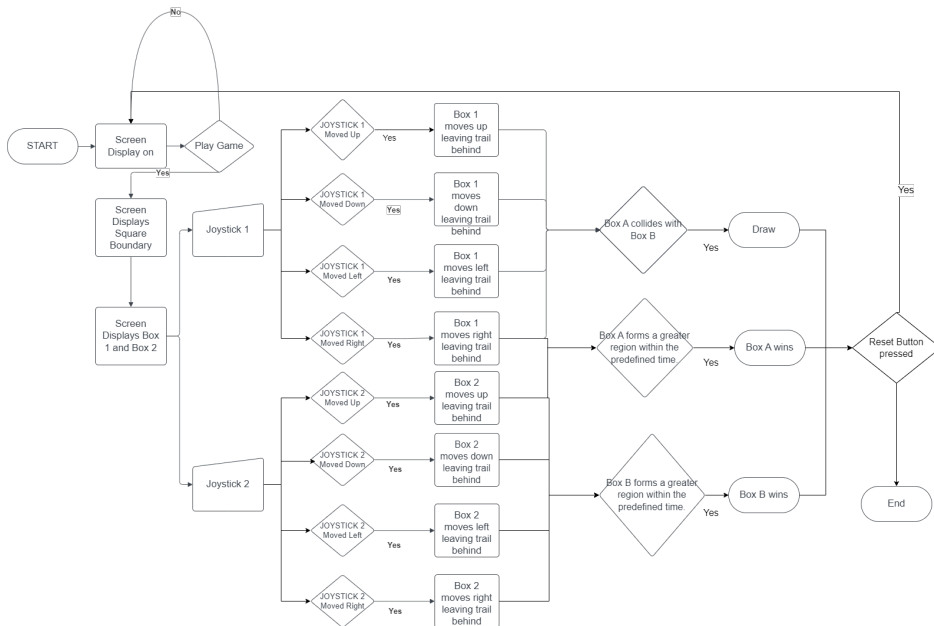 No
START
Screen
Display on
Play Game
Yes
Screen
Displays
Square
Boundary
Screen
Displays Box
1 and Box 2
Joystick 1
Joystick 2
JOYSTICK 1
Moved Up
Yes
Box 1
moves up
leaving trail
behind
JOYSTICK 1
Moved Down
Yes
Box 1
moves
down
leaving trail
behind
JOYSTICK 1
Moved Left
Yes
Box 1
moves left
leaving trail
behind
JOYSTICK 1
Moved Right
Yes
Box 1
moves right
leaving trail
behind
JOYSTICK 2
Moved Up
Yes
Box 2
moves up
leaving trail
behind
JOYSTICK 2
Moved Down
Yes
Box 2
moves down
leaving trail
behind
JOYSTICK 2
Moved Left
Yes
Box 2
moves left
leaving trail
behind
JOYSTICK 2
Moved Right
Yes
Box 2
moves right
leaving trail
behind
Box A collides with
Box B
Yes
Draw
Box A forms a greater
region within the
predefined time.
Yes
Box A wins
Box B forms a greater
region within the
predefined time.
Yes
Box B wins
Yes
Reset Button
pressed
End